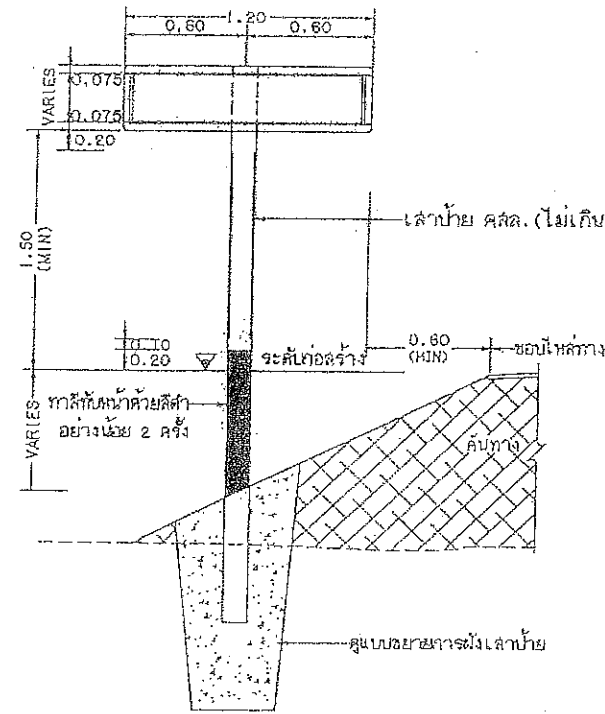 1.20
0.60 0.60
VARIES
0.075
0.075
0.20
1.50
(MIN)
เสาป้าย คสล. (ไม่เกิน
0.10
0.20
ระดับก่อสร้าง
0.60
(MIN)
ขอบไหล่ทาง
VARIES
ทาสีทับหน้าด้วยสีดำ
อย่างน้อย 2 ครั้ง
คันทาง
ดูแบบขยายการฝังเสาป้าย